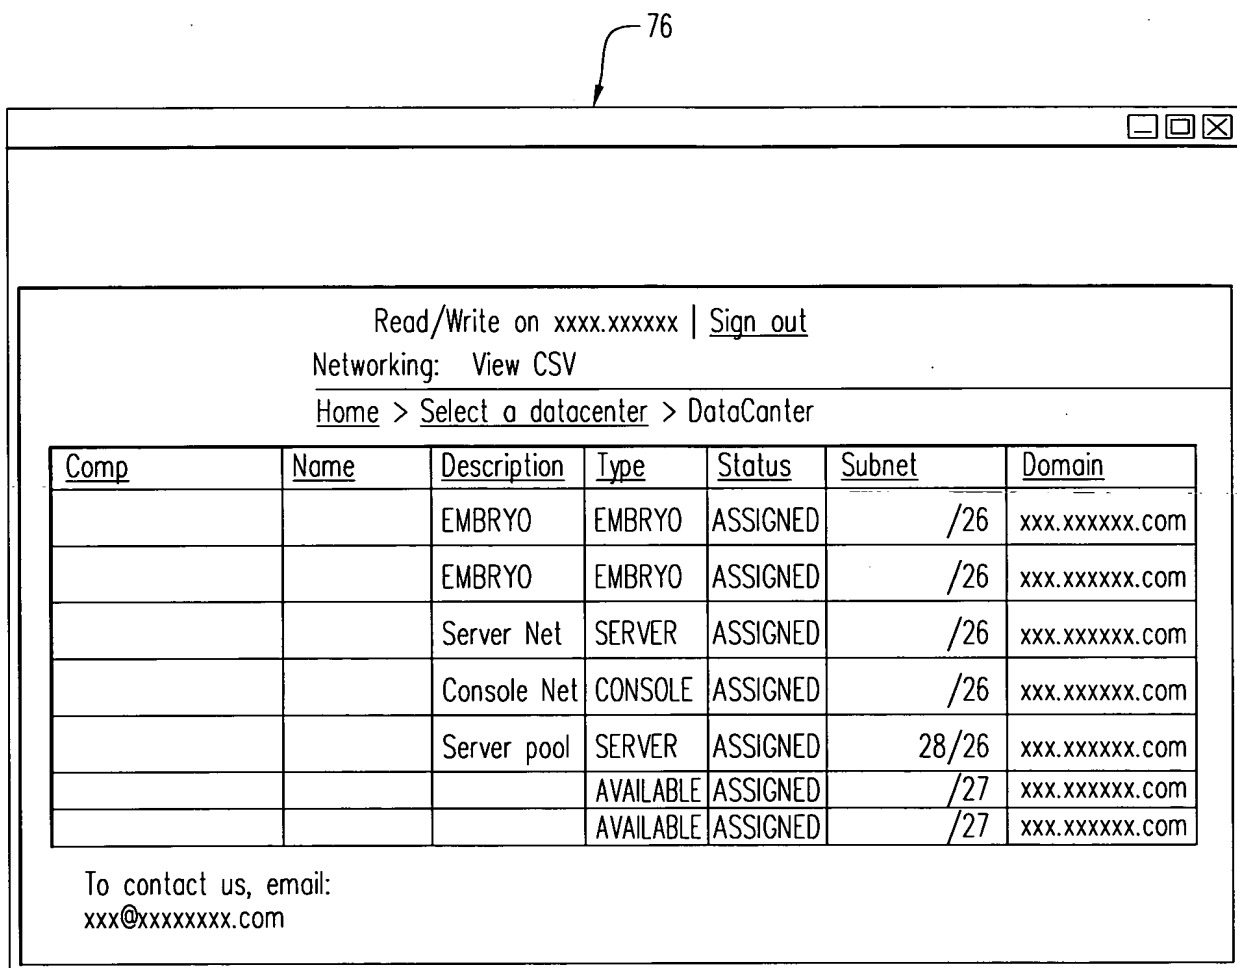 76
Read/Write on xxxx.xxxxxx | Sign out
Networking: View CSV
Home > Select a datacenter > DataCanter
Comp Name Description Type Status Subnet Domain
EMBRYO EMBRYO ASSIGNED /26 xxx.xxxxxx.com
EMBRYO EMBRYO ASSIGNED /26 xxx.xxxxxx.com
Server Net SERVER ASSIGNED /26 xxx.xxxxxx.com
Console Net CONSOLE ASSIGNED /26 xxx.xxxxxx.com
Server pool SERVER ASSIGNED 28/26 xxx.xxxxxx.com
AVAILABLE ASSIGNED /27 xxx.xxxxxx.com
AVAILABLE ASSIGNED /27 xxx.xxxxxx.com
To contact us, email:
xxx@xxxxxxxx.com